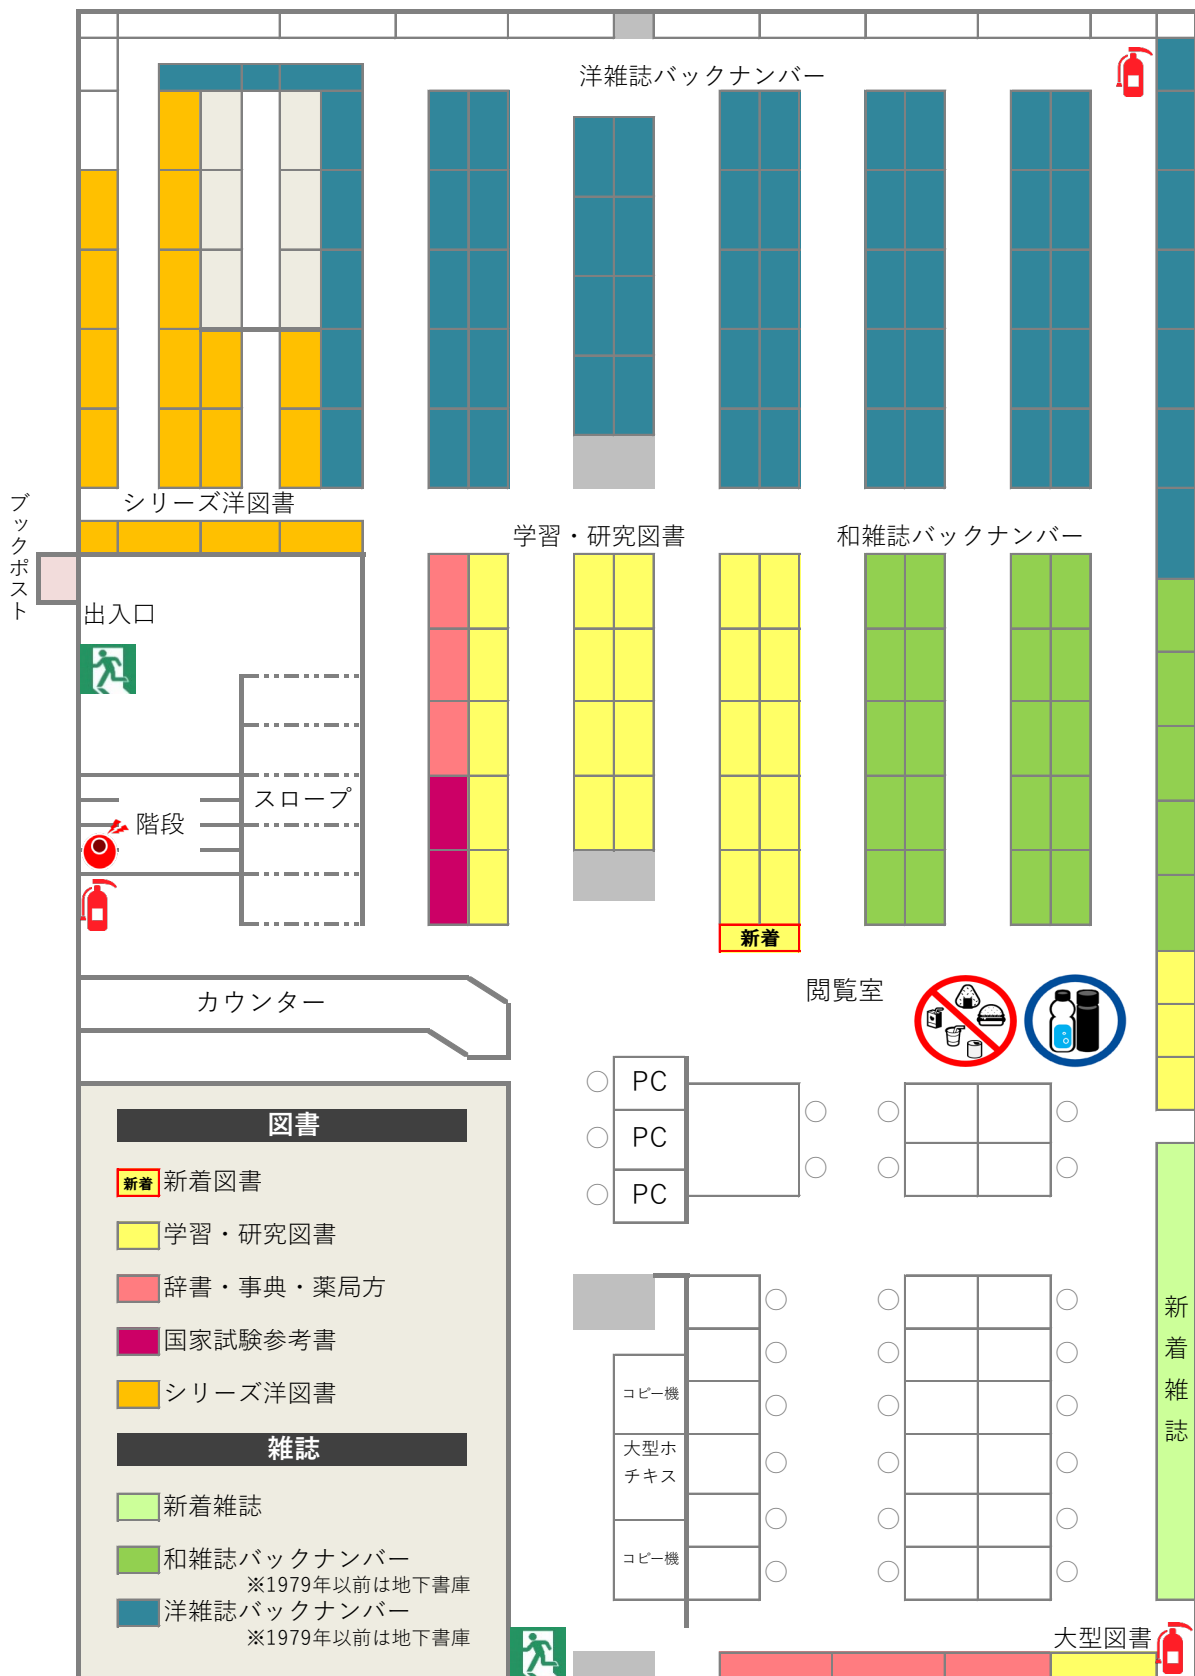 洋雑誌バックナンバー
シリーズ洋図書
ブックポスト
学習・研究図書
和雑誌バックナンバー
出入口
スロープ
階段
新着
カウンター
閲覧室
PC
PC
PC
図書
新着 新着図書
学習・研究図書
辞書・事典・薬局方
国家試験参考書
シリーズ洋図書
雑誌
新着雑誌
和雑誌バックナンバー
※1979年以前は地下書庫
洋雑誌バックナンバー
※1979年以前は地下書庫
コピー機
大型ホ
チキス
コピー機
新着雑誌
大型図書